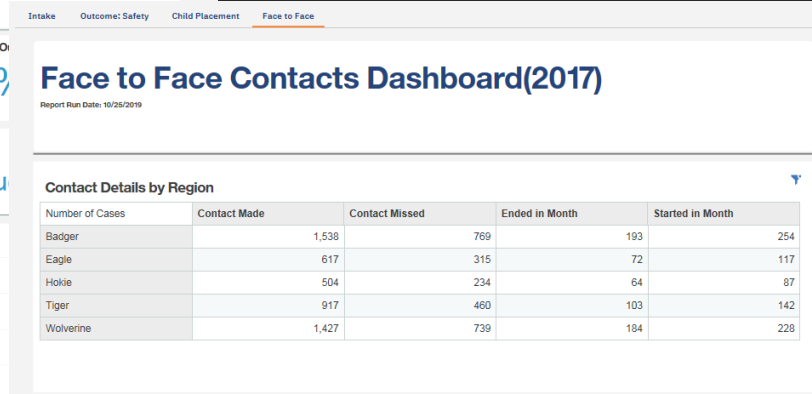 Intake Outcome: Safety Child Placement Face to Face
Face to Face Contacts Dashboard(2017)
Report Run Date: 10/25/2019
Contact Details by Region
Number of Cases Contact Made Contact Missed Ended in Month Started in Month
Badger 1,538 769 193 254
Eagle 617 315 72 117
Hokie 504 234 64 87
Tiger 917 460 103 142
Wolverine 1,427 739 184 228